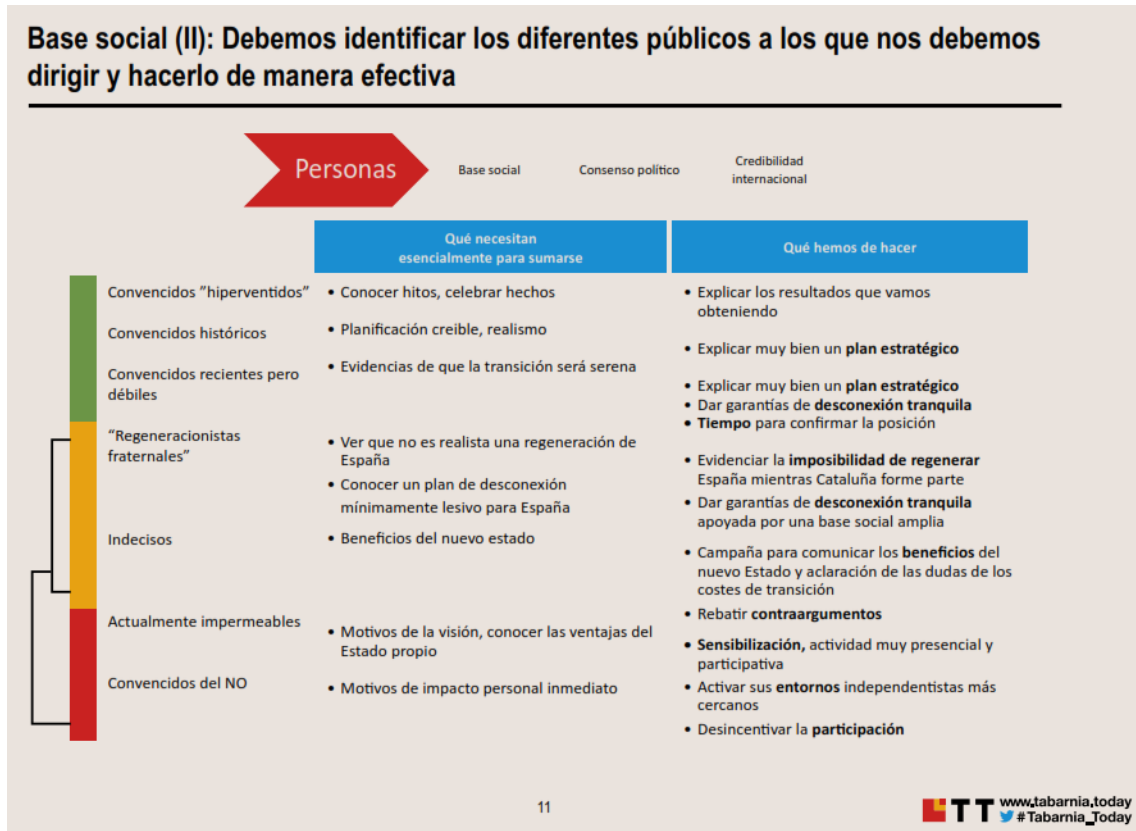 Base social (II): Debemos identificar los diferentes públicos a los que nos debemos
dirigir y hacerlo de manera efectiva
Personas
Base social
Consenso político
Credibilidad
internacional
Qué necesitan
esencialmente para sumarse
Qué hemos de hacer
Convencidos "hiperventidos"
Convencidos históricos
Convencidos recientes pero
débiles
"Regeneracionistas
fraternales"
Indecisos
Actualmente impermeables
Convencidos del NO
• Conocer hitos, celebrar hechos
• Planificación creible, realismo
• Evidencias de que la transición será serena
• Ver que no es realista una regeneración de
España
• Conocer un plan de desconexión
mínimamente lesivo para España
• Beneficios del nuevo estado
• Motivos de la visión, conocer las ventajas del
Estado propio
• Motivos de impacto personal inmediato
• Explicar los resultados que vamos
obteniendo
• Explicar muy bien un plan estratégico
• Explicar muy bien un plan estratégico
• Dar garantías de desconexión tranquila
• Tiempo para confirmar la posición
• Evidenciar la imposibilidad de regenerar
España mientras Cataluña forme parte
• Dar garantías de desconexión tranquila
apoyada por una base social amplia
• Campaña para comunicar los beneficios del
nuevo Estado y aclaración de las dudas de los
costes de transición
• Rebatir contraargumentos
• Sensibilización, actividad muy presencial y
participativa
• Activar sus entornos independentistas más
cercanos
• Desincentivar la participación
11
TT
www.tabarnia.today
#Tabarnia_Today